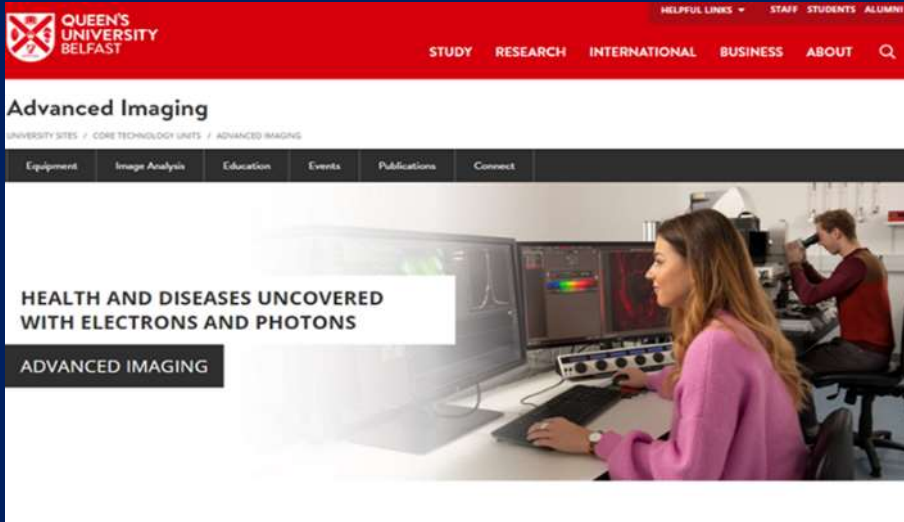 HELPFUL LINKS STAFF STUDENTS ALUMNI
QUEEN'S
UNIVERSITY
BELFAST
STUDY RESEARCH INTERNATIONAL BUSINESS ABOUT
Advanced Imaging
UNIVERSITY SITES / CORE TECHNOLOGY UNITS / ADVANCED IMAGING
Equipment Image Analysis Education Events Publications Connect
HEALTH AND DISEASES UNCOVERED
WITH ELECTRONS AND PHOTONS
ADVANCED IMAGING